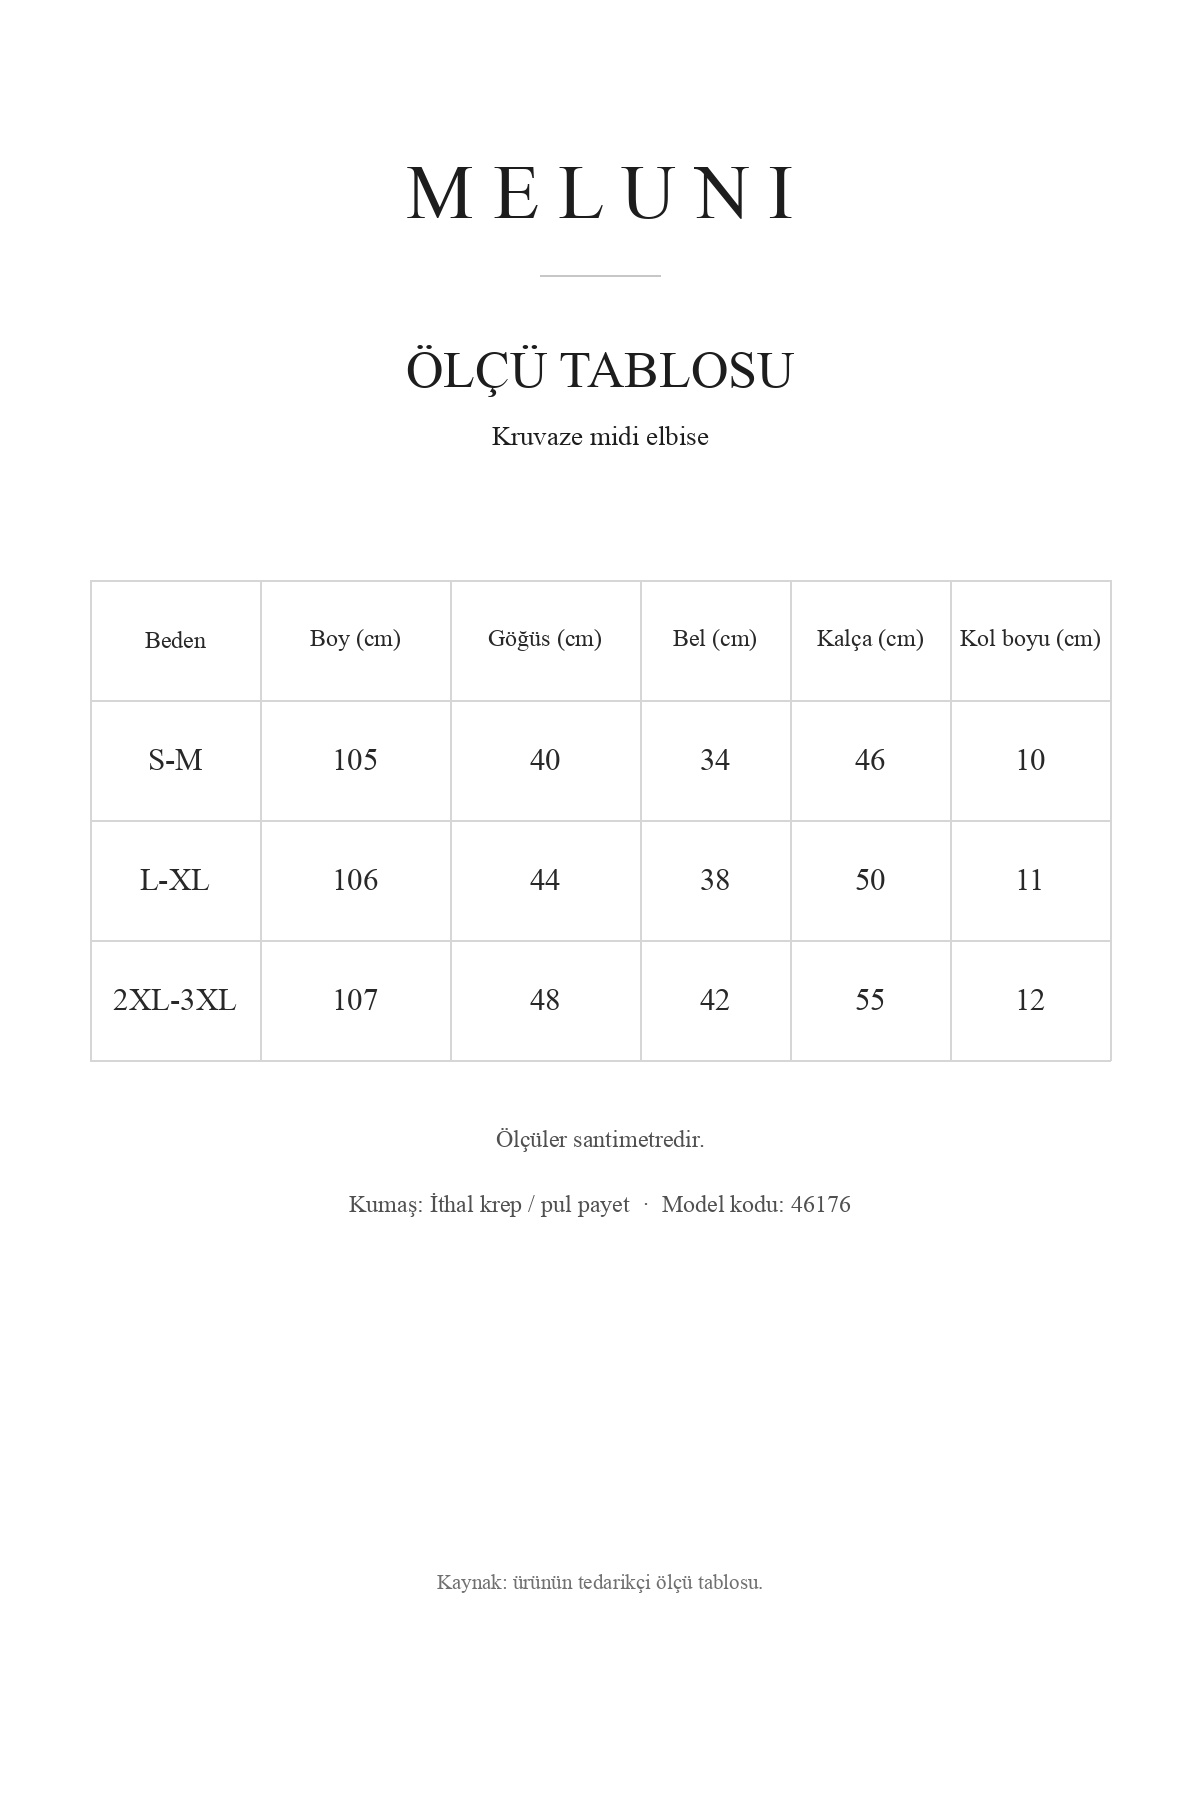 MELUNI
ÖLÇÜ TABLOSU
Kruvaze midi elbise
Beden Boy (cm) Göğüs (cm) Bel (cm) Kalça (cm) Kol boyu (cm)
S-M 105 40 34 46 10
L-XL 106 44 38 50 11
2XL-3XL 107 48 42 55 12
Ölçüler santimetredir.
Kumaş: İthal krep / pul payet · Model kodu: 46176
Kaynak: ürünün tedarikçi ölçü tablosu.